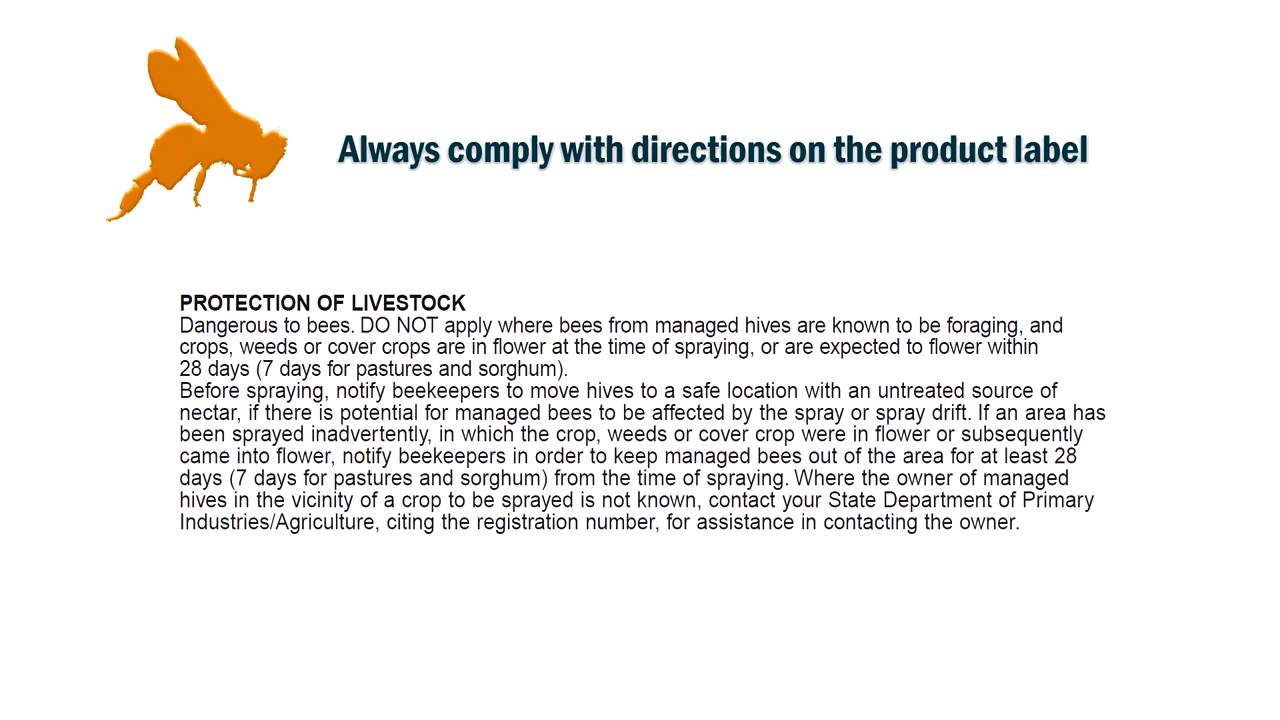 Always comply with directions on the product label
PROTECTION OF LIVESTOCK
Dangerous to bees. DO NOT apply where bees from managed hives are known to be foraging, and
crops, weeds or cover crops are in flower at the time of spraying, or are expected to flower within
28 days (7 days for pastures and sorghum).
Before spraying, notify beekeepers to move hives to a safe location with an untreated source of
nectar, if there is potential for managed bees to be affected by the spray or spray drift. If an area has
been sprayed inadvertently, in which the crop, weeds or cover crop were in flower or subsequently
came into flower, notify beekeepers in order to keep managed bees out of the area for at least 28
days (7 days for pastures and sorghum) from the time of spraying. Where the owner of managed
hives in the vicinity of a crop to be sprayed is not known, contact your State Department of Primary
Industries/Agriculture, citing the registration number, for assistance in contacting the owner.